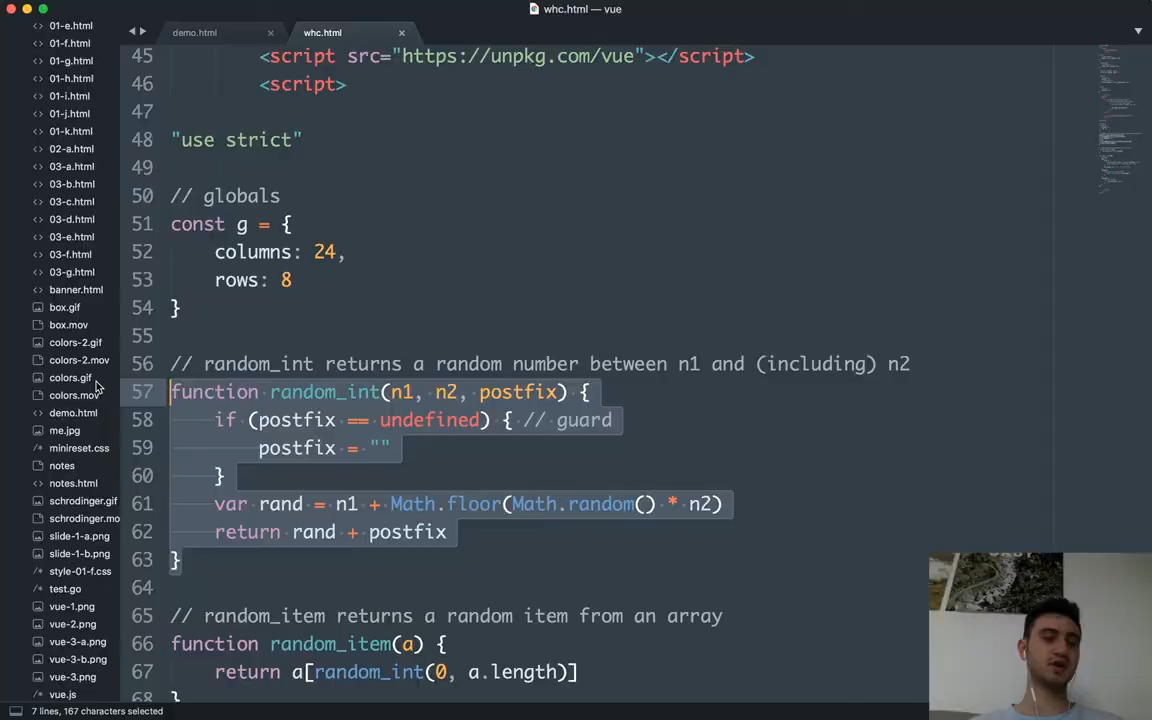 whc.html — vue
demo.html
whc.html
01-e.html
01-f.html
01-g.html
01-h.html
01-i.html
01-j.html
01-k.html
02-a.html
03-a.html
03-b.html
03-c.html
03-d.html
03-e.html
03-f.html
03-g.html
banner.html
box.gif
box.mov
colors-2.gif
colors-2.mov
colors.gif
colors.mov
demo.html
me.jpg
minireset.css
notes
notes.html
schrodinger.gif
schrodinger.mo
slide-1-a.png
slide-1-b.png
style-01-f.css
test.go
vue-1.png
vue-2.png
vue-3-a.png
vue-3-b.png
vue-3.png
vue.js
45 <script src="https://unpkg.com/vue"></script>
46 <script>
47
48 "use strict"
49
50 // globals
51 const g = {
52 columns: 24,
53 rows: 8
54 }
55
56 // random_int returns a random number between n1 and (including) n2
57 function random_int(n1, n2, postfix) {
58 if (postfix == undefined) { // guard
59 postfix = ""
60 }
61 var rand = n1 + Math.floor(Math.random() * n2)
62 return rand + postfix
63 }
64
65 // random_item returns a random item from an array
66 function random_item(a) {
67 return a[random_int(0, a.length)]
68 }
7 lines, 167 characters selected